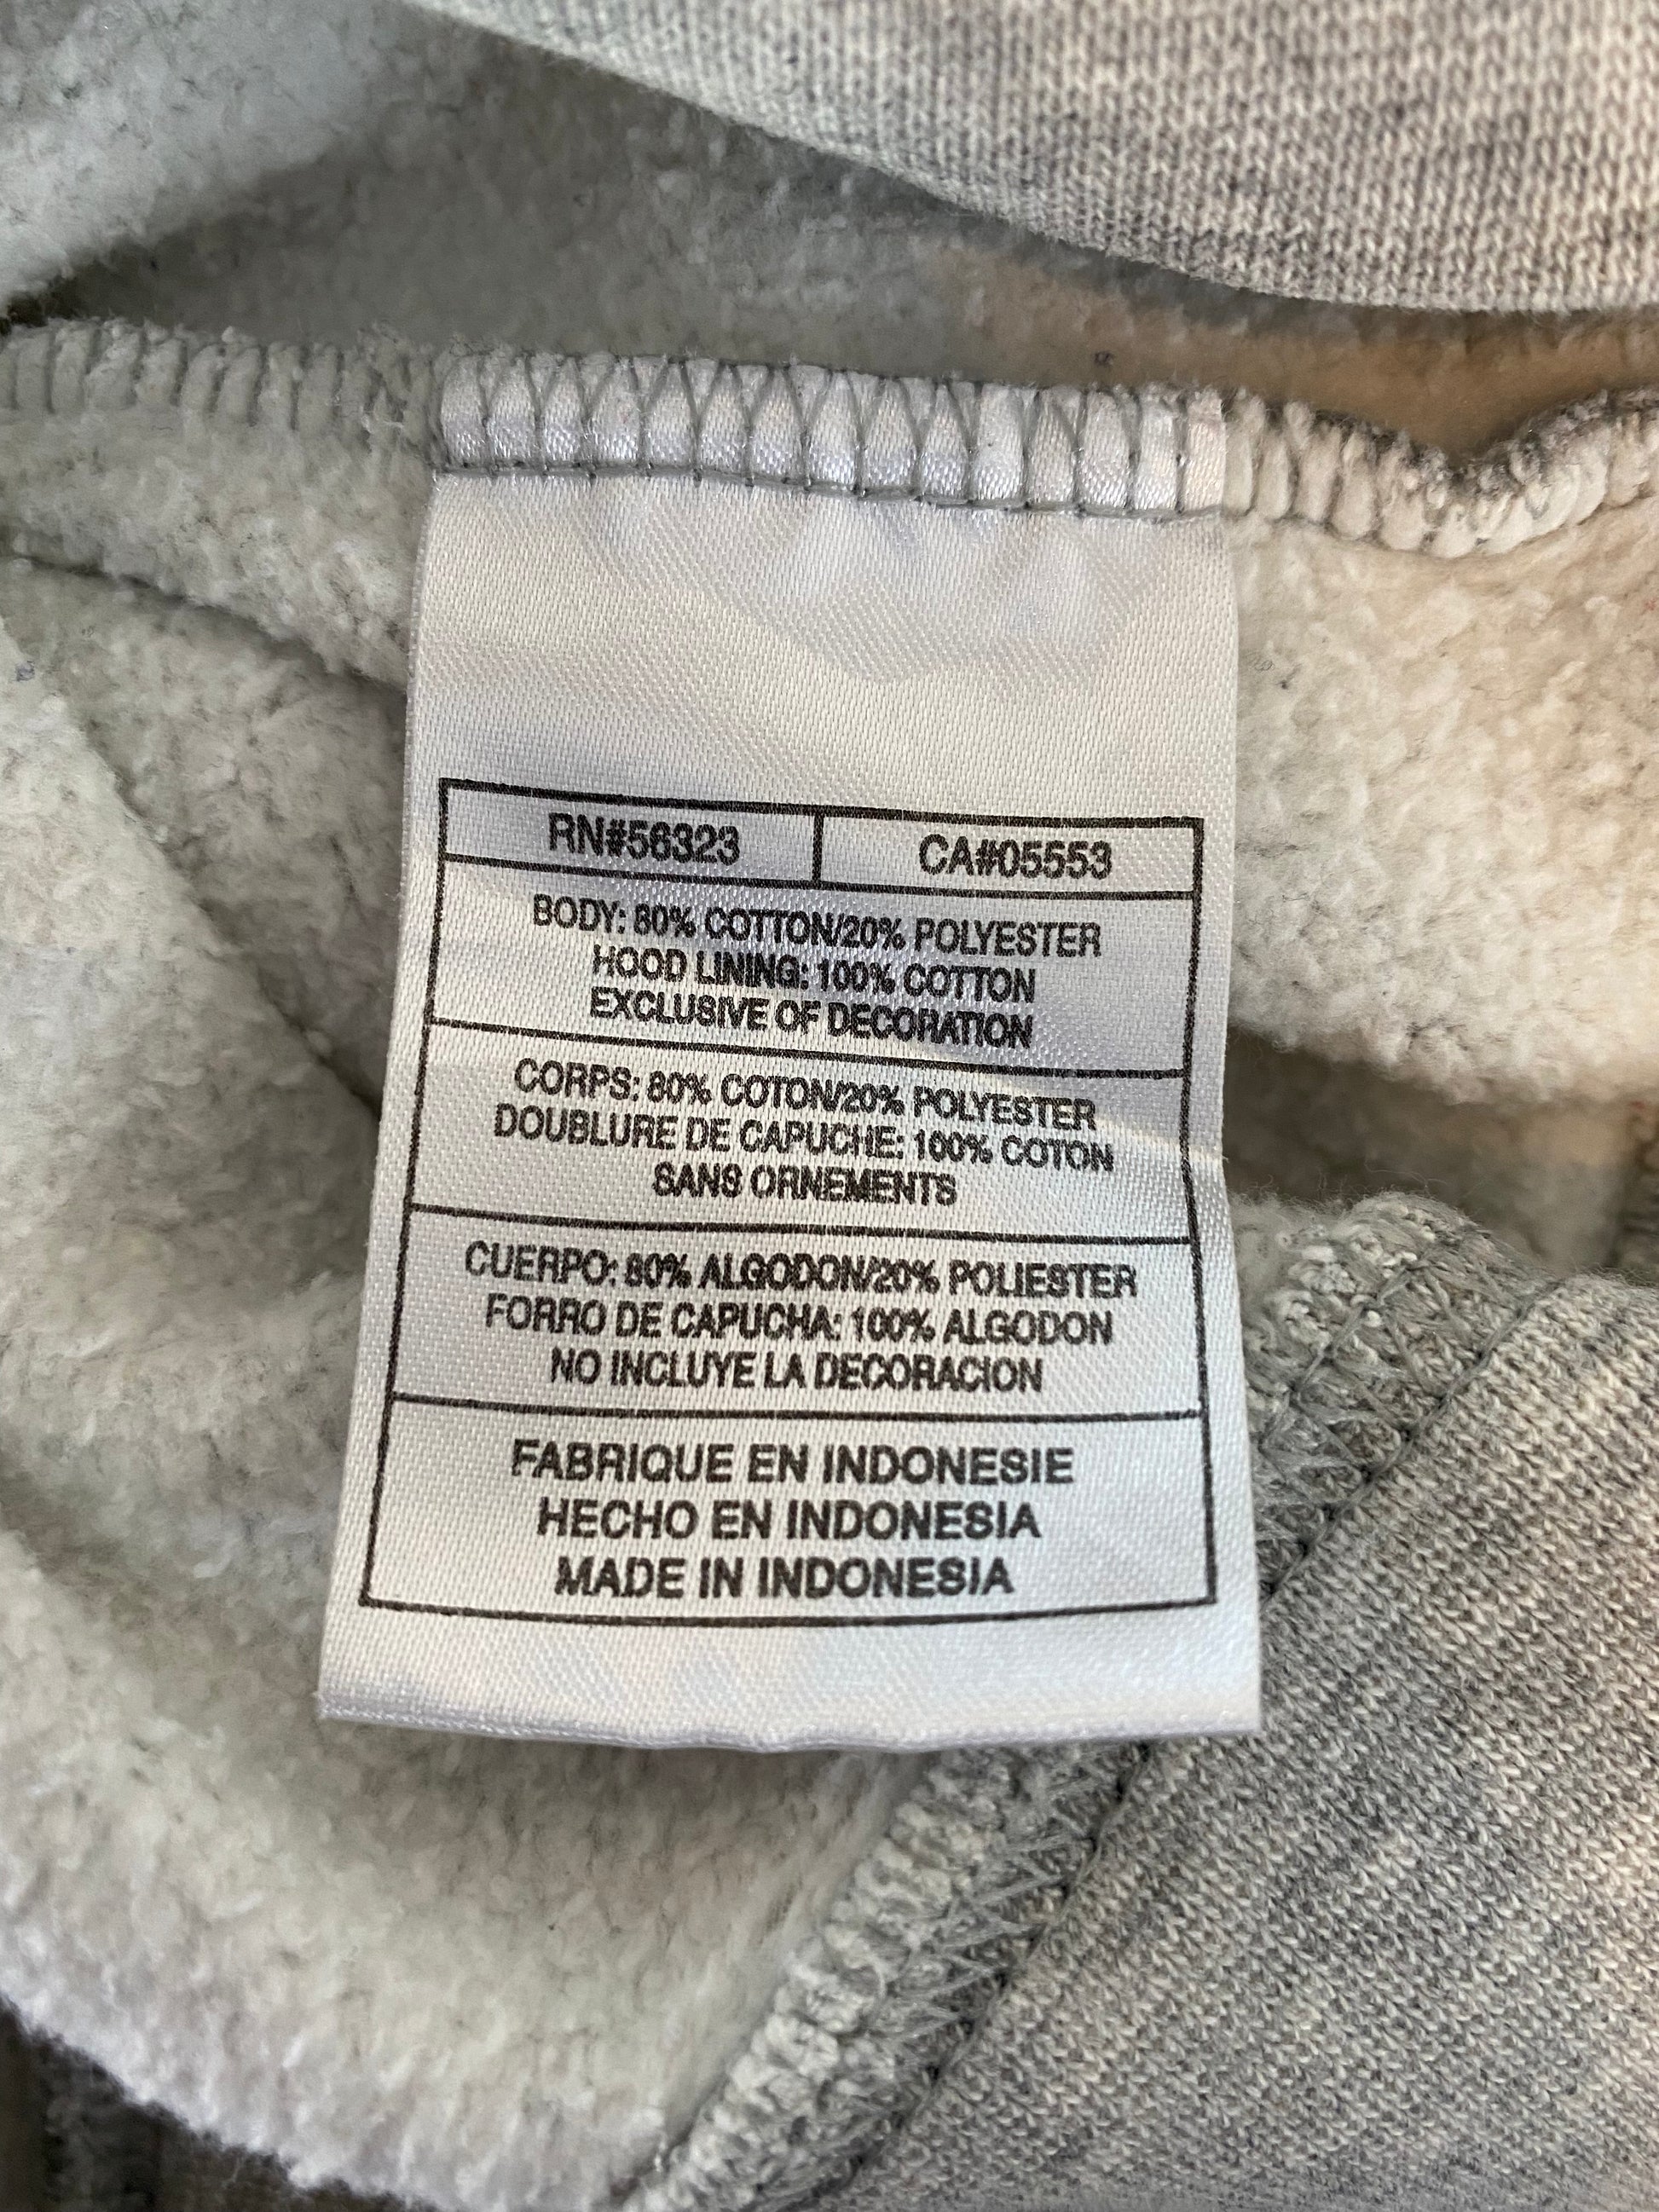 RN#56323 CA#05553
BODY: 80% COTTON/20% POLYESTER
HOOD LINING: 100% COTTON
EXCLUSIVE OF DECORATION
CORPS: 80% COTON/20% POLYESTER
DOUBLURE DE CAPUCHE: 100% COTON
SANS ORNEMENTS
CUERPO: 80% ALGODON/20% POLIESTER
FORRO DE CAPUCHA: 100% ALGODON
NO INCLUYE LA DECORACION
FABRIQUE EN INDONESIE
HECHO EN INDONESIA
MADE IN INDONESIA